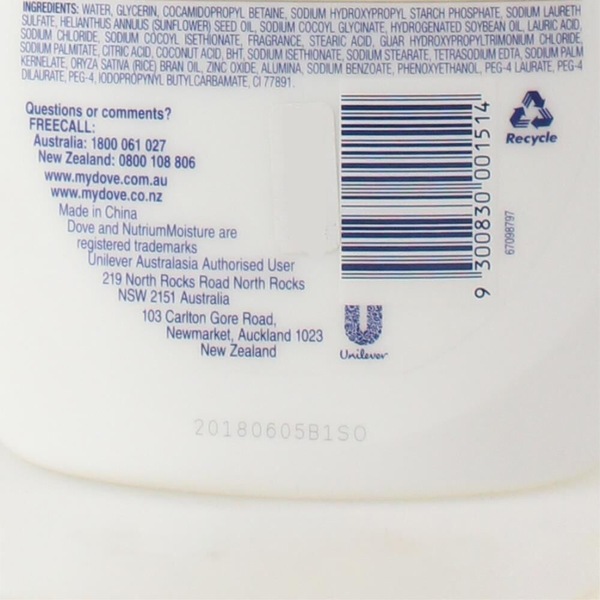 INGREDIENTS: WATER, GLYCERIN, COCAMIDOPROPYL BETAINE, SODIUM HYDROXYPROPYL STARCH PHOSPHATE, SODIUM LAURETH
SULFATE, HELIANTHUS ANNUUS (SUNFLOWER) SEED OIL, SODIUM COCOYL GLYCINATE, HYDROGENATED SOYBEAN OIL, LAURIC ACID,
SODIUM CHLORIDE, SODIUM COCOYL ISETHIONATE, FRAGRANCE, STEARIC ACID, GUAR HYDROXYPROPYLTRIMONIUM CHLORIDE,
SODIUM PALMITATE, CITRIC ACID, COCONUT ACID, BHT, SODIUM ISETHIONATE, SODIUM STEARATE, TETRASODIUM EDTA, SODIUM PALM
KERNELATE, ORYZA SATIVA (RICE) BRAN OIL, ZINC OXIDE, ALUMINA, SODIUM BENZOATE, PHENOXYETHANOL, PEG-4 LAURATE, PEG-4
DILAURATE, PEG-4, IODOPROPYNYL BUTYLCARBAMATE, CI 77891.
Questions or comments?
FREECALL:
Australia: 1800 061 027
New Zealand: 0800 108 806
www.mydove.com.au
www.mydove.co.nz
Made in China
Dove and NutriumMoisture are
registered trademarks
Unilever Australasia Authorised User
219 North Rocks Road North Rocks
NSW 2151 Australia
103 Carlton Gore Road,
Newmarket, Auckland 1023
New Zealand
9 300830 001514
Recycle
67098797
Unilever
20180605B1SO